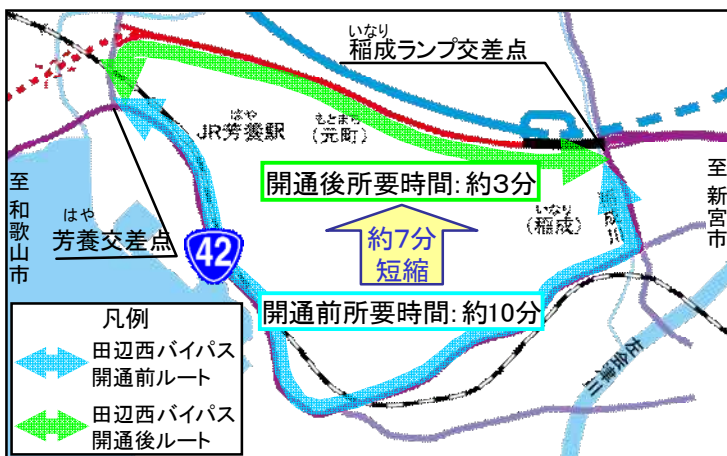 いなり
稲成ランプ交差点
はや
JR芳養駅
もとまち
(元町)
至 和歌山市
はや
芳養交差点
42
開通後所要時間:約3分
約7分
短縮
いなり
(稲成)
至 新宮市
開通前所要時間:約10分
左会津川
凡例
田辺西バイパス
開通前ルート
田辺西バイパス
開通後ルート